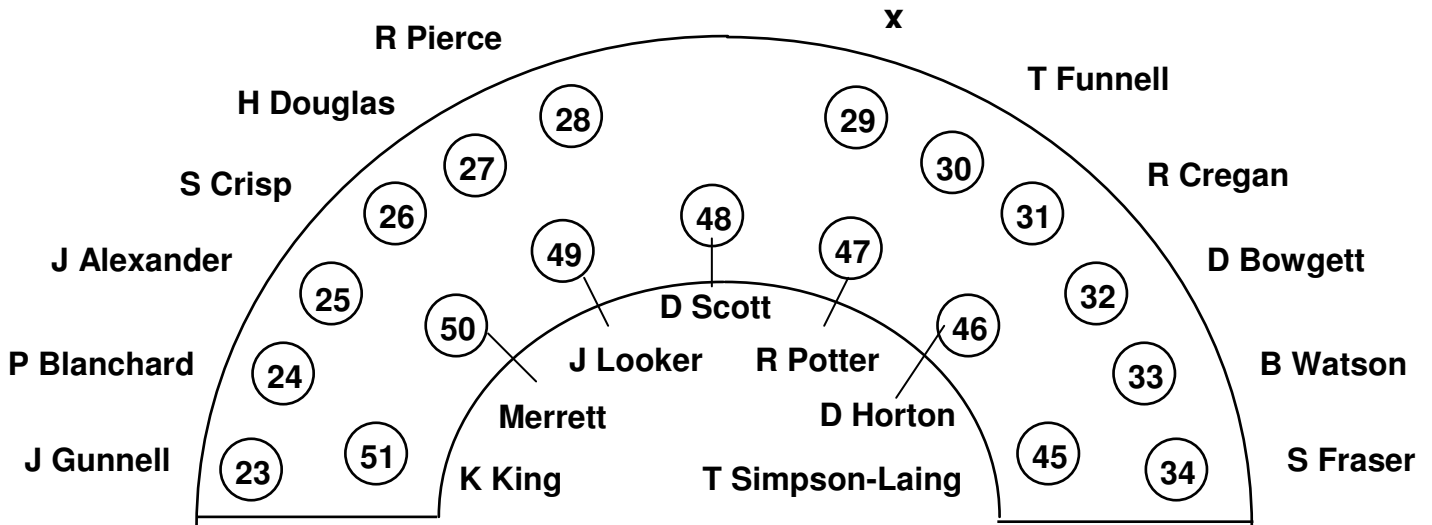 x
R Pierce
T Funnell
H Douglas
28
29
27
30
R Cregan
S Crisp
26
31
48
49
47
J Alexander
D Bowgett
25
32
D Scott
50
46
P Blanchard
J Looker
R Potter
B Watson
24
33
Merrett
D Horton
J Gunnell
23
51
K King
T Simpson-Laing
45
34
S Fraser